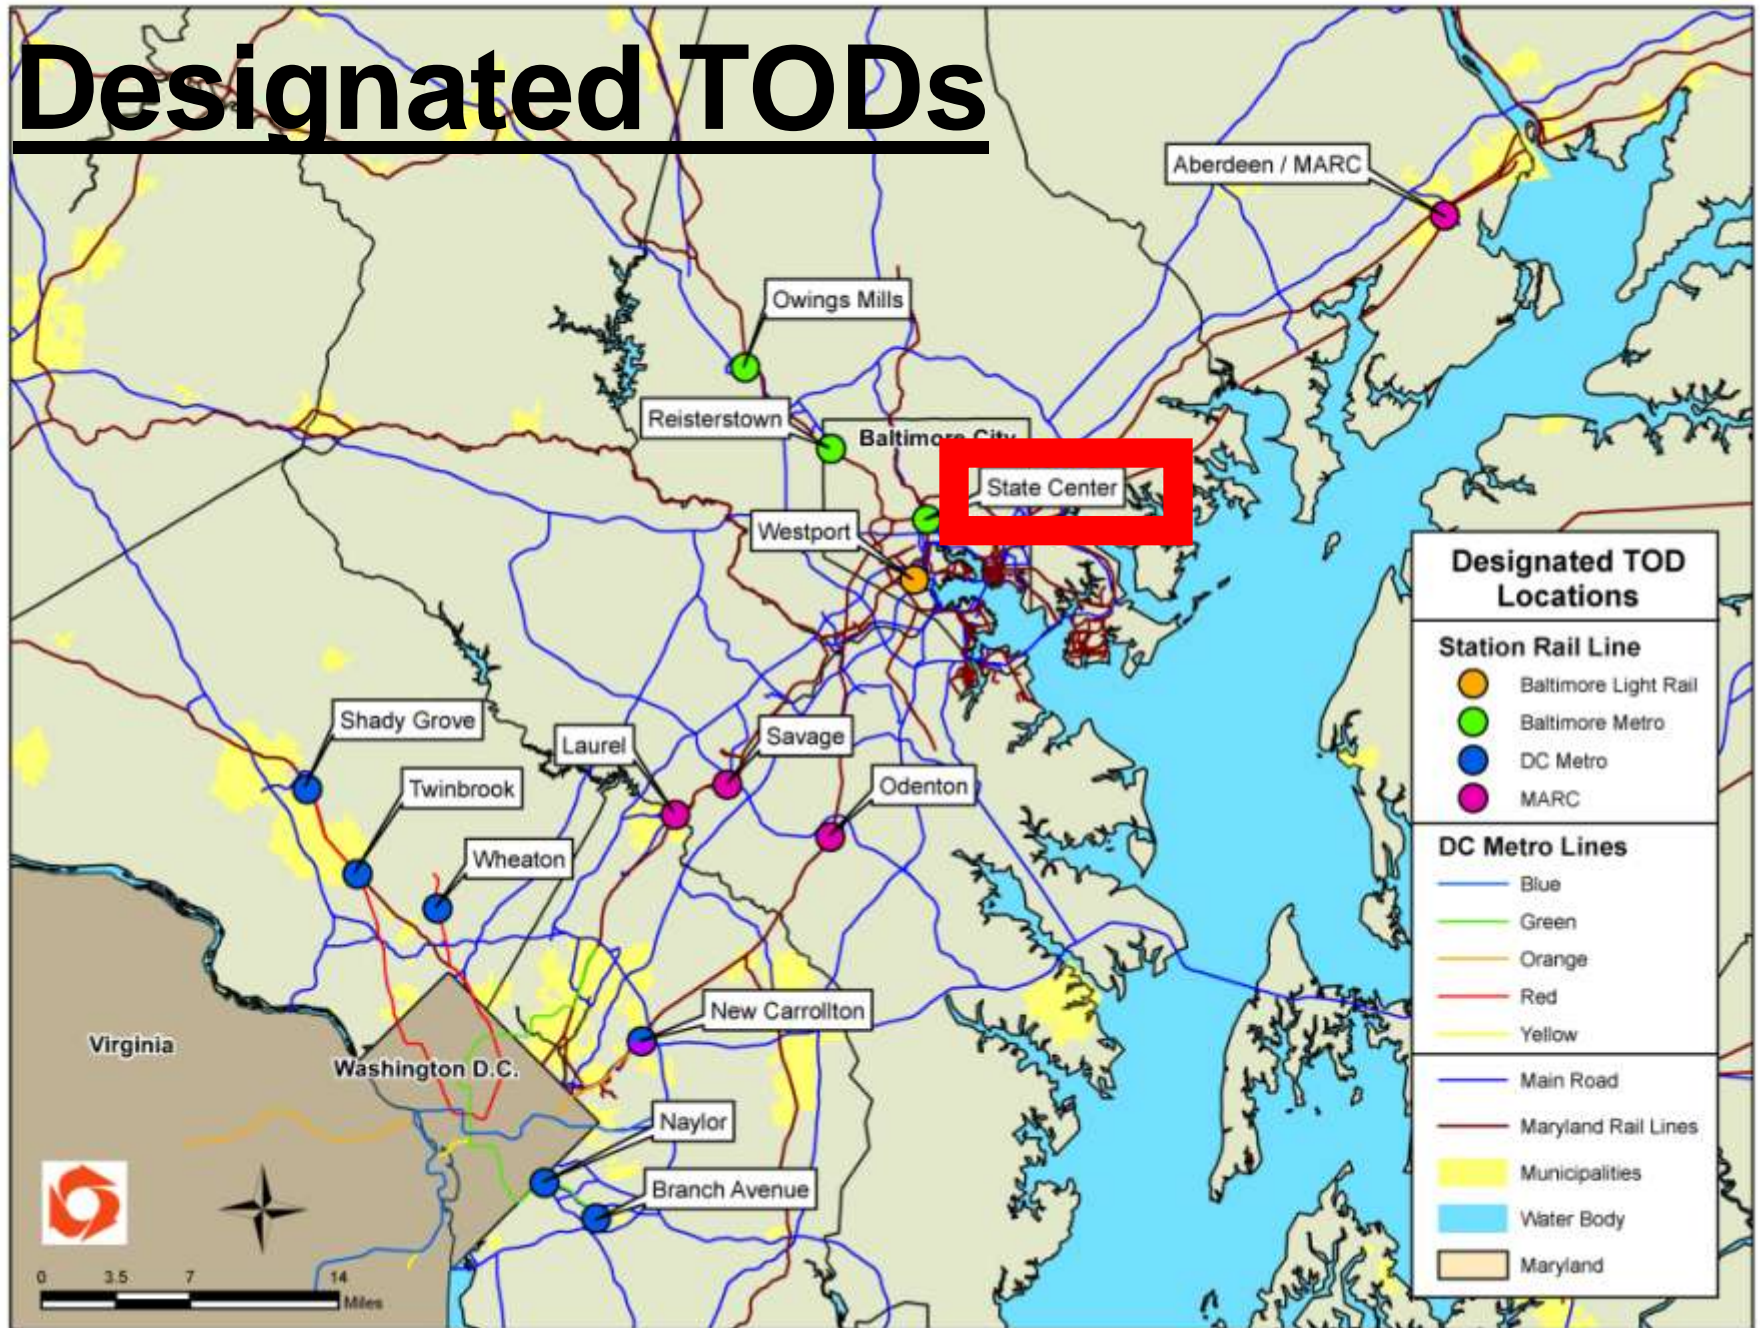 Designated TODs
Aberdeen / MARC
Owings Mills
Reisterstown
Baltimore City
State Center
Westport
Designated TOD
Locations
Station Rail Line
Baltimore Light Rail
Baltimore Metro
DC Metro
MARC
DC Metro Lines
Blue
Green
Orange
Red
Yellow
Main Road
Maryland Rail Lines
Municipalities
Water Body
Maryland
Shady Grove
Laurel
Savage
Twinbrook
Odenton
Wheaton
New Carrollton
Virginia
Washington D.C.
Naylor
Branch Avenue
0 3.5 7 14
Miles